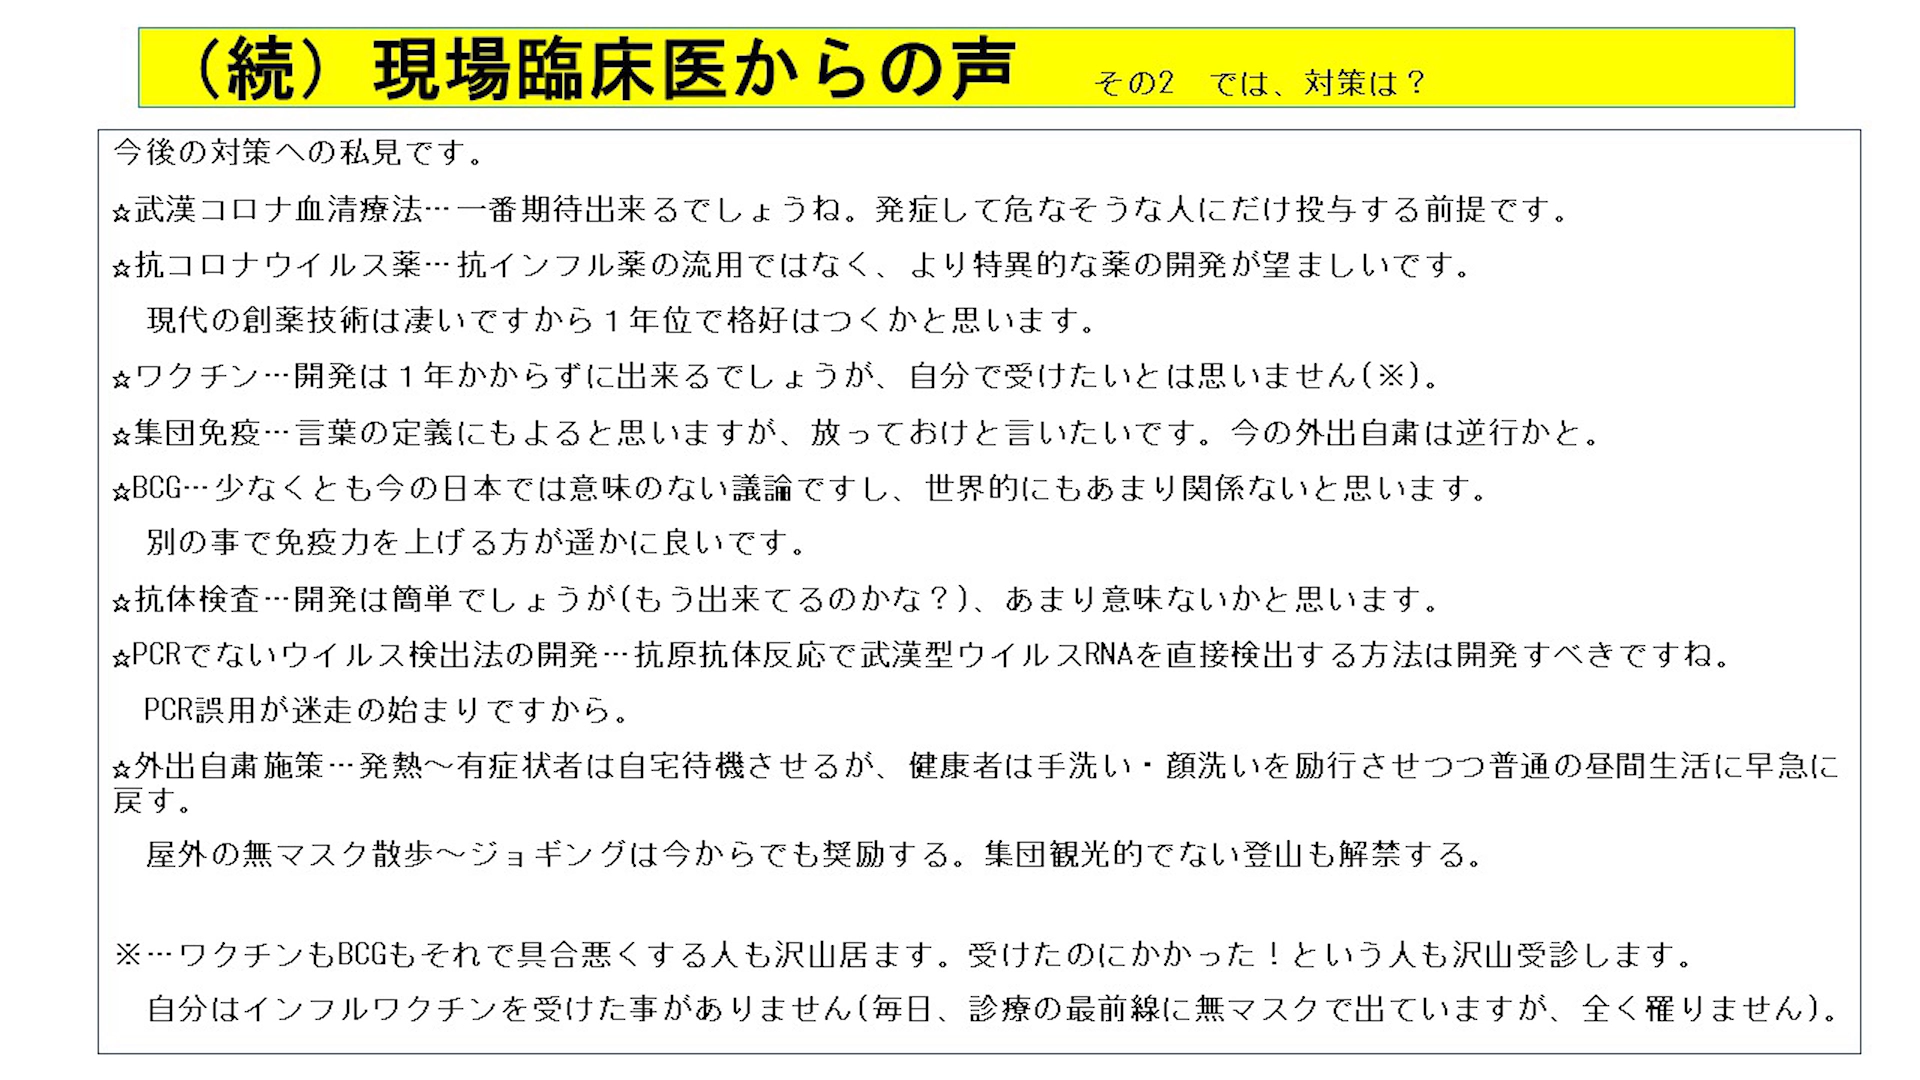 （続）現場臨床医からの声　その2　では、対策は？
今後の対策への私見です。
☆武漢コロナ血清療法…一番期待出来るでしょうね。発症して危なそうな人にだけ投与する前提です。
☆抗コロナウイルス薬…抗インフル薬の流用ではなく、より特異的な薬の開発が望ましいです。
現代の創薬技術は凄いですから１年位で格好はつくかと思います。
☆ワクチン…開発は１年かからずに出来るでしょうが、自分で受けたいとは思いません(※)。
☆集団免疫…言葉の定義にもよると思いますが、放っておけと言いたいです。今の外出自粛は逆行かと。
☆BCG…少なくとも今の日本では意味のない議論ですし、世界的にもあまり関係ないと思います。
別の事で免疫力を上げる方が遥かに良いです。
☆抗体検査…開発は簡単でしょうが(もう出来てるのかな？)、あまり意味ないかと思います。
☆PCRでないウイルス検出法の開発…抗原抗体反応で武漢型ウイルスRNAを直接検出する方法は開発すべきですね。
PCR誤用が迷走の始まりですから。
☆外出自粛施策…発熱～有症状者は自宅待機させるが、健康者は手洗い・顔洗いを励行させつつ普通の昼間生活に早急に
戻す。
屋外の無マスク散歩～ジョギングは今からでも奨励する。集団観光的でない登山も解禁する。
※…ワクチンもBCGもそれで具合悪くする人も沢山居ます。受けたのにかかった！という人も沢山受診します。
自分はインフルワクチンを受けた事がありません(毎日、診療の最前線に無マスクで出ていますが、全く罹りません)。